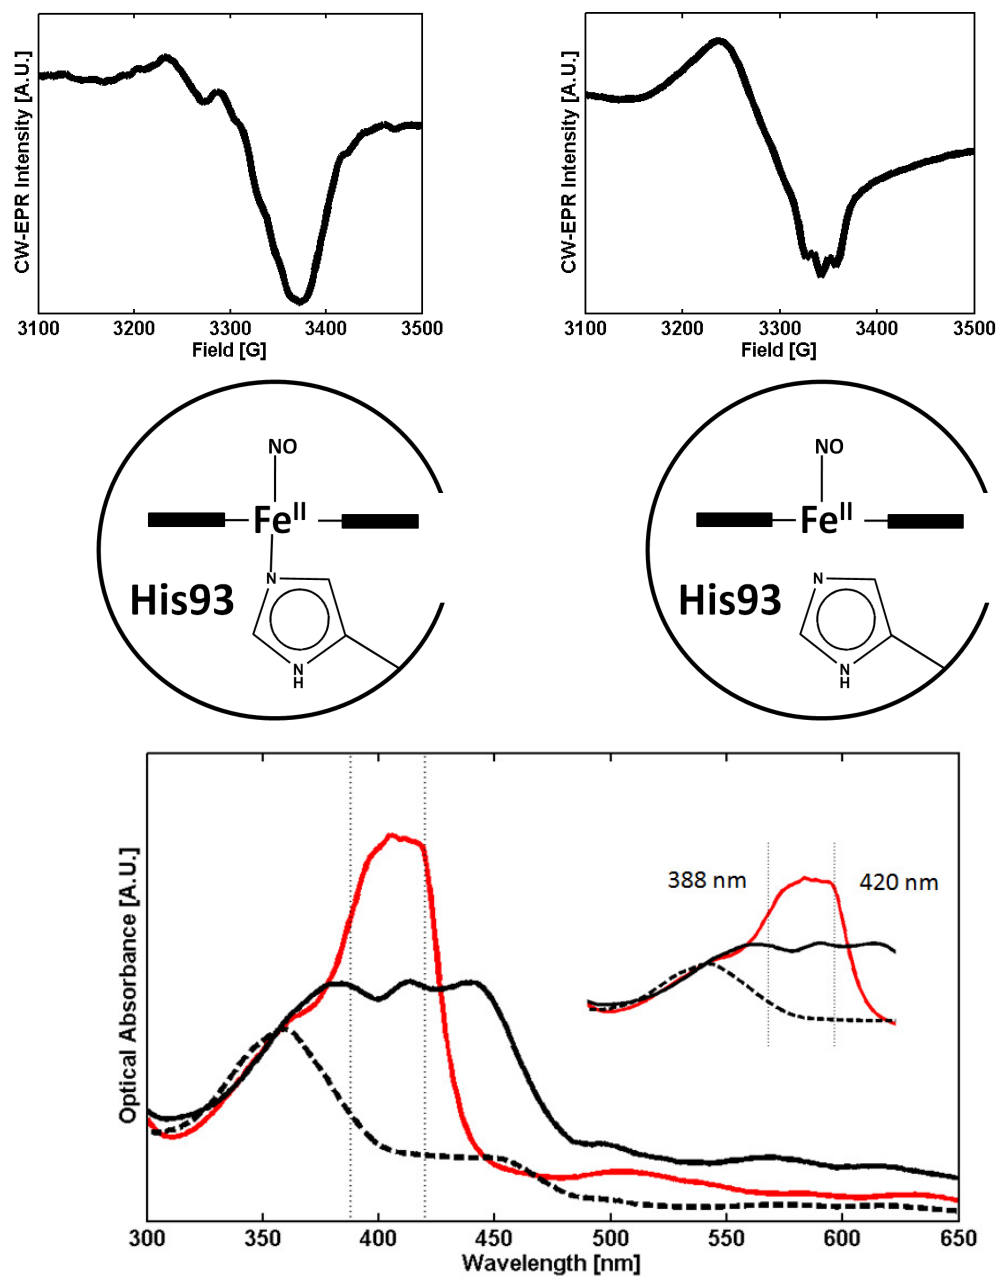 CW-EPR Intensity [A.U.]
3100 3200 3300 3400 3500
Field [G]
CW-EPR Intensity [A.U.]
3100 3200 3300 3400 3500
Field [G]
NO
Fe^II
His93
N
N
H
NO
Fe^II
His93
N
N
H
Optical Absorbance [A.U.]
388 nm
420 nm
300 350 400 450 500 550 600 650
Wavelength [nm]